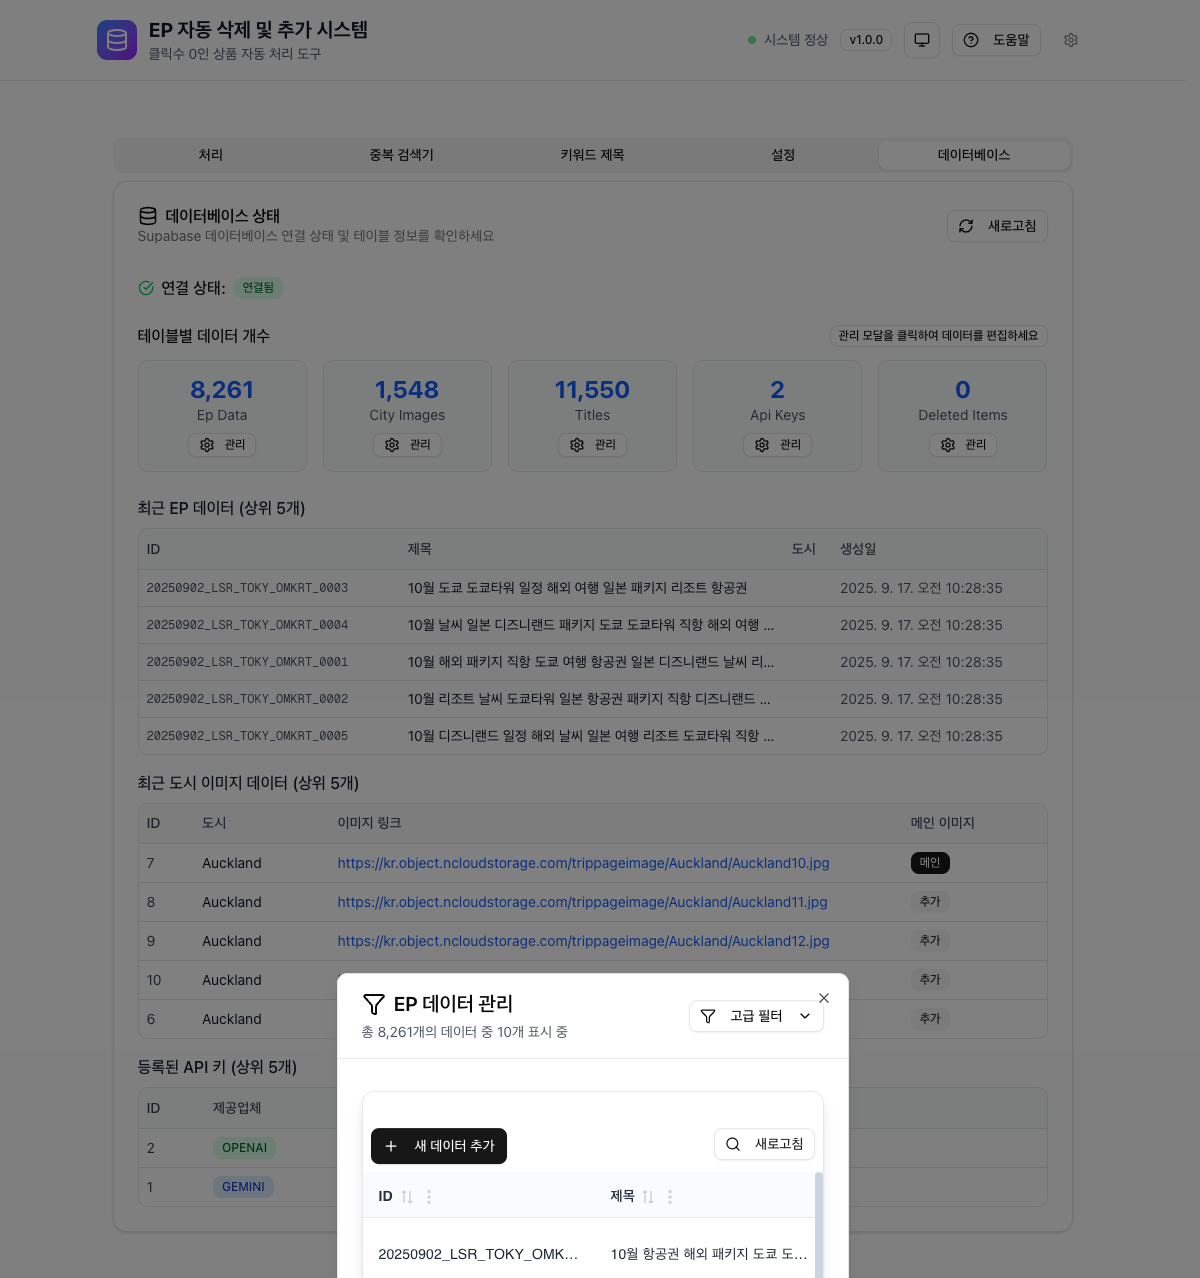 EP 자동 삭제 및 추가 시스템
클릭수 0인 상품 자동 처리 도구
시스템 정상
v1.0.0
도움말
처리
중복 검색기
키워드 제목
설정
데이터베이스
데이터베이스 상태
Supabase 데이터베이스 연결 상태 및 테이블 정보를 확인하세요
새로고침
연결 상태: 연결됨
테이블별 데이터 개수
관리 모달을 클릭하여 데이터를 편집하세요
8,261
Ep Data
관리
1,548
City Images
관리
11,550
Titles
관리
2
Api Keys
관리
0
Deleted Items
관리
최근 EP 데이터 (상위 5개)
ID 제목 도시 생성일
20250902_LSR_TOKY_OMKRT_0003 10월 도쿄 도쿄타워 일정 해외 여행 일본 패키지 리조트 항공권 2025. 9. 17. 오전 10:28:35
20250902_LSR_TOKY_OMKRT_0004 10월 날씨 일본 디즈니랜드 패키지 도쿄 도쿄타워 직항 해외 여행 ... 2025. 9. 17. 오전 10:28:35
20250902_LSR_TOKY_OMKRT_0001 10월 해외 패키지 직항 도쿄 여행 항공권 일본 디즈니랜드 날씨 리... 2025. 9. 17. 오전 10:28:35
20250902_LSR_TOKY_OMKRT_0002 10월 리조트 날씨 도쿄타워 일본 항공권 패키지 직항 디즈니랜드 ... 2025. 9. 17. 오전 10:28:35
20250902_LSR_TOKY_OMKRT_0005 10월 디즈니랜드 일정 해외 날씨 일본 여행 리조트 도쿄타워 직항 ... 2025. 9. 17. 오전 10:28:35
최근 도시 이미지 데이터 (상위 5개)
ID 도시 이미지 링크 메인 이미지
7 Auckland https://kr.object.ncloudstorage.com/trippageimage/Auckland/Auckland10.jpg 메인
8 Auckland https://kr.object.ncloudstorage.com/trippageimage/Auckland/Auckland11.jpg 추가
9 Auckland https://kr.object.ncloudstorage.com/trippageimage/Auckland/Auckland12.jpg 추가
10 Auckland 추가
6 Auckland 추가
등록된 API 키 (상위 5개)
ID 제공업체
2 OPENAI
1 GEMINI
EP 데이터 관리
총 8,261개의 데이터 중 10개 표시 중
고급 필터
새 데이터 추가
새로고침
ID 제목
20250902_LSR_TOKY_OMK... 10월 항공권 해외 패키지 도쿄 도...